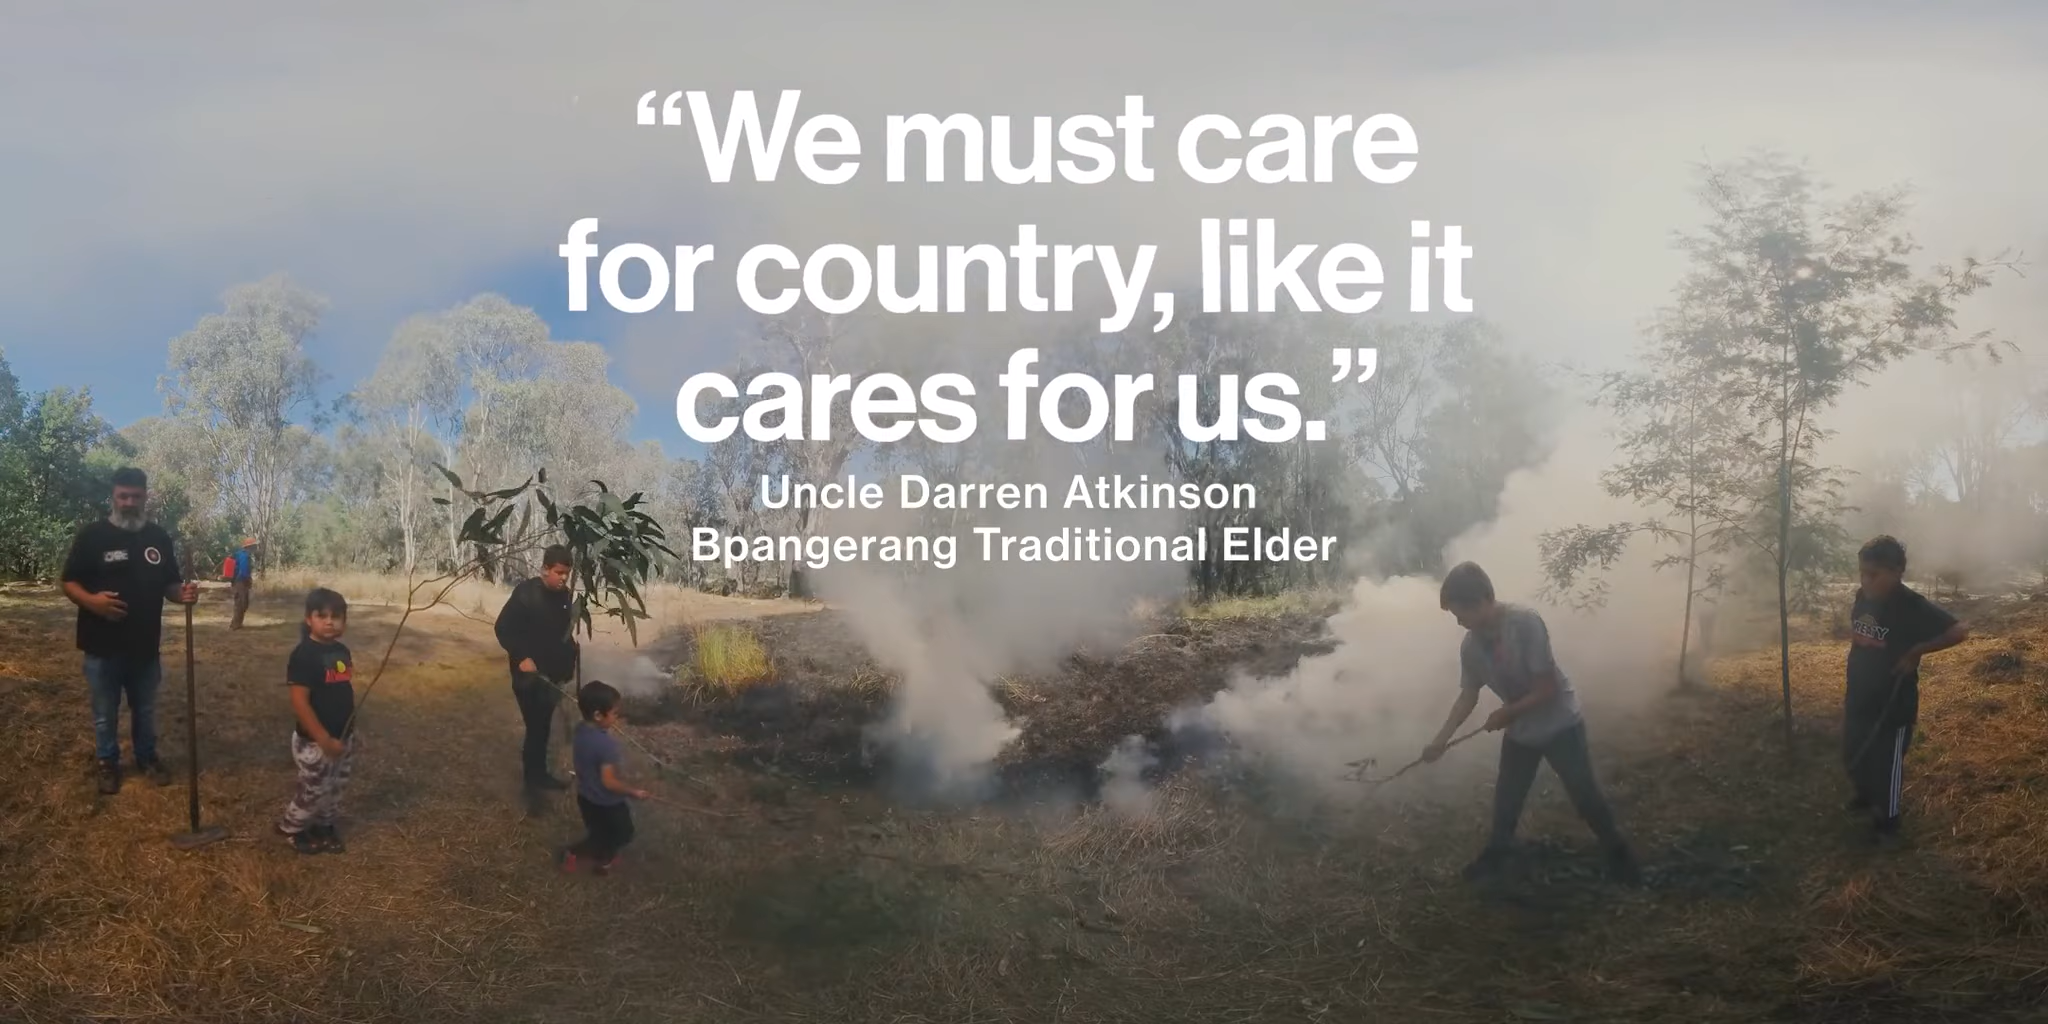 “We must care
for country, like it
cares for us.”
Uncle Darren Atkinson
Bpangerang Traditional Elder